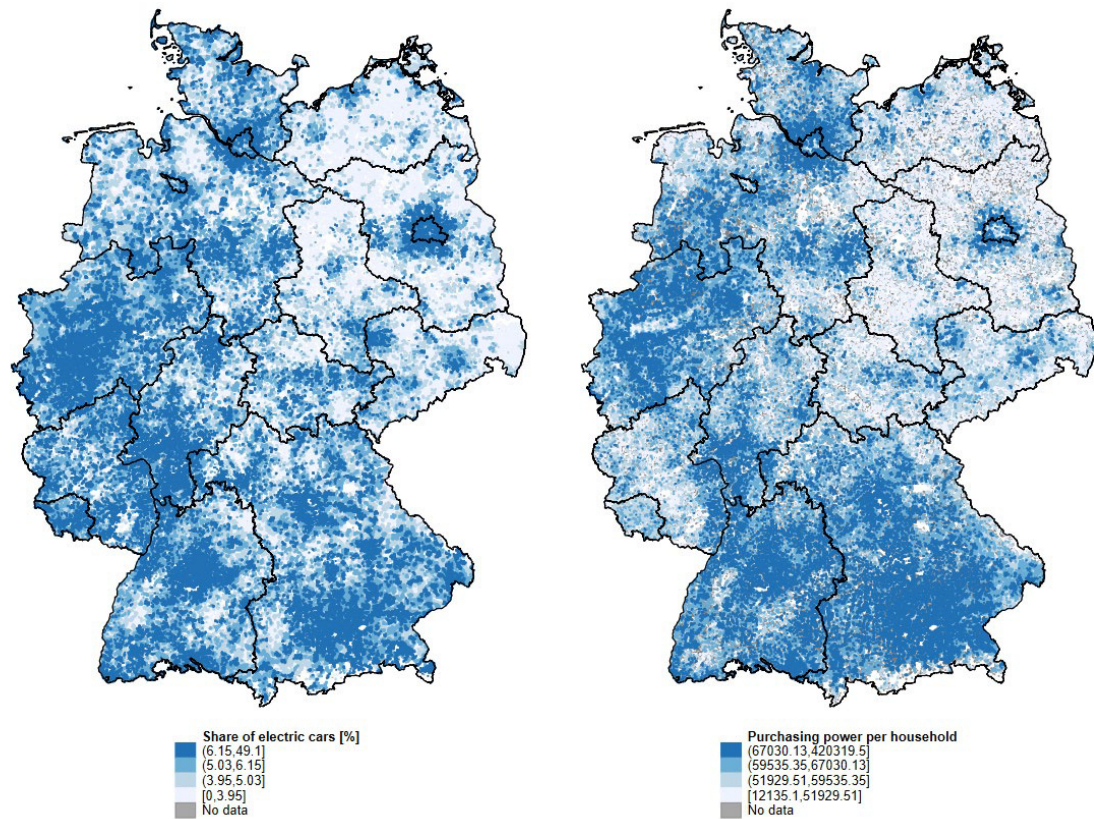 Share of electric cars [%]
(6.15,49.1]
(5.03,6.15]
(3.95,5.03]
[0,3.95]
No data
Purchasing power per household
(67030.13,420319.5]
(59535.35,67030.13]
(51929.51,59535.35]
[12135.1,51929.51]
No data